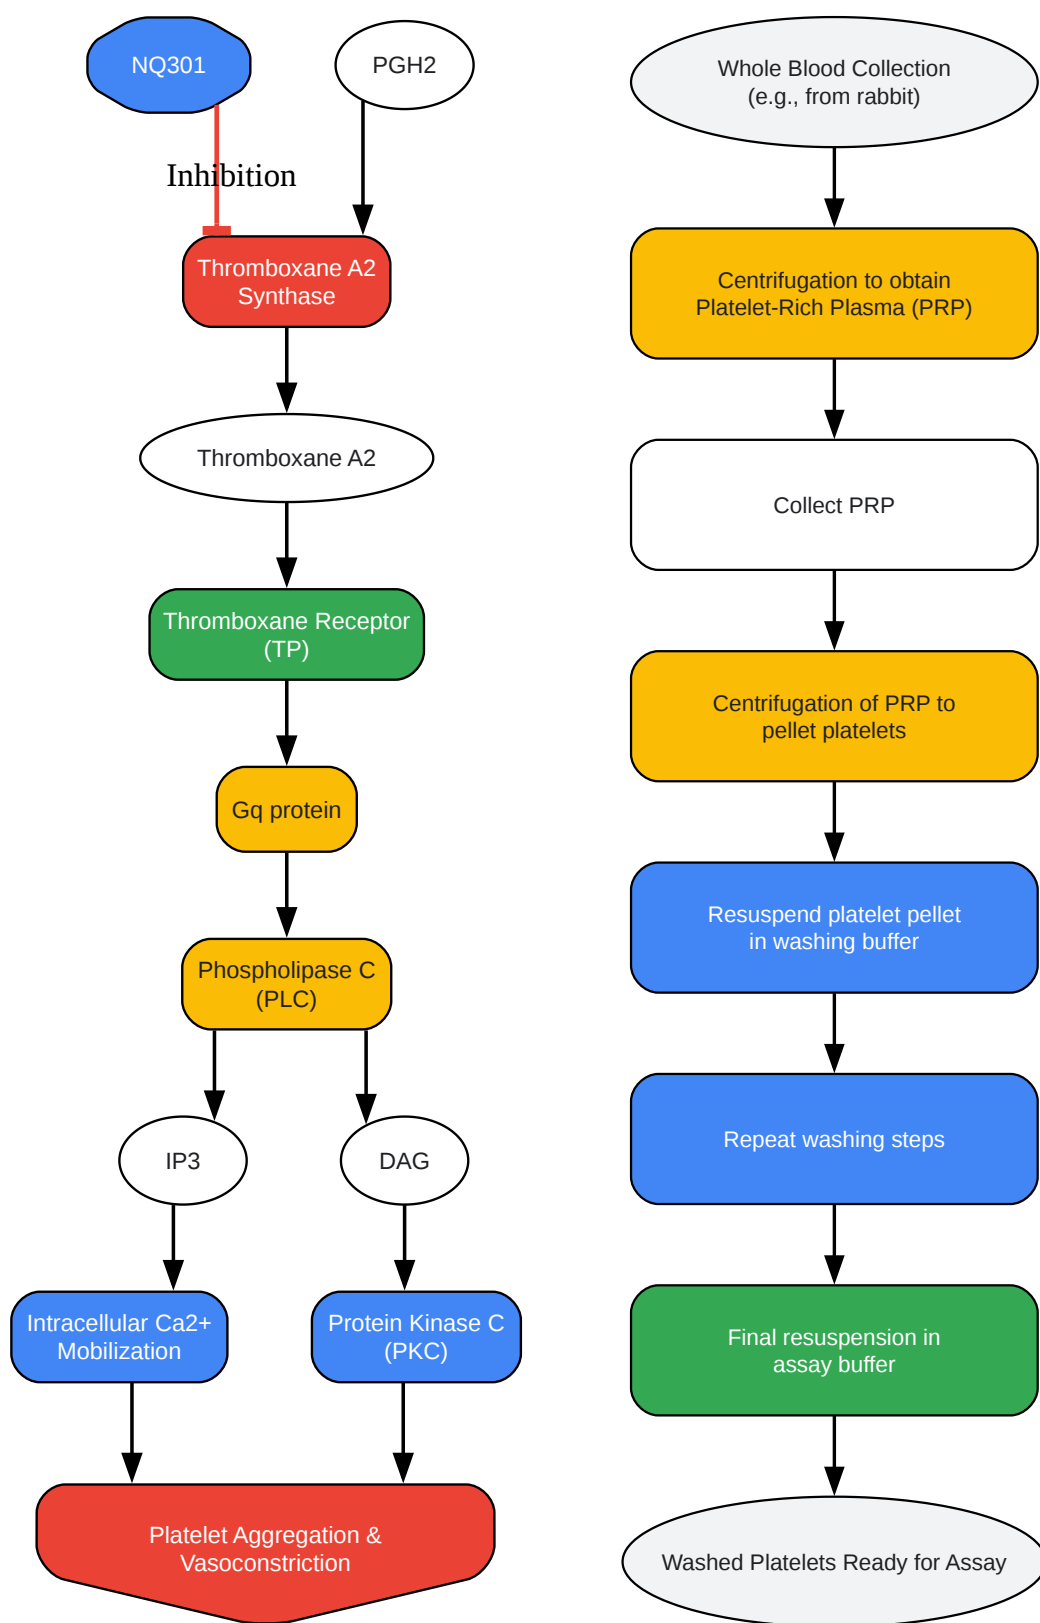 NQ301
PGH2
Inhibition
Thromboxane A2
Synthase
Thromboxane A2
Thromboxane Receptor
(TP)
Gq protein
Phospholipase C
(PLC)
IP3
DAG
Intracellular Ca2+
Mobilization
Protein Kinase C
(PKC)
Platelet Aggregation &
Vasoconstriction
Whole Blood Collection
(e.g., from rabbit)
Centrifugation to obtain
Platelet-Rich Plasma (PRP)
Collect PRP
Centrifugation of PRP to
pellet platelets
Resuspend platelet pellet
in washing buffer
Repeat washing steps
Final resuspension in
assay buffer
Washed Platelets Ready for Assay